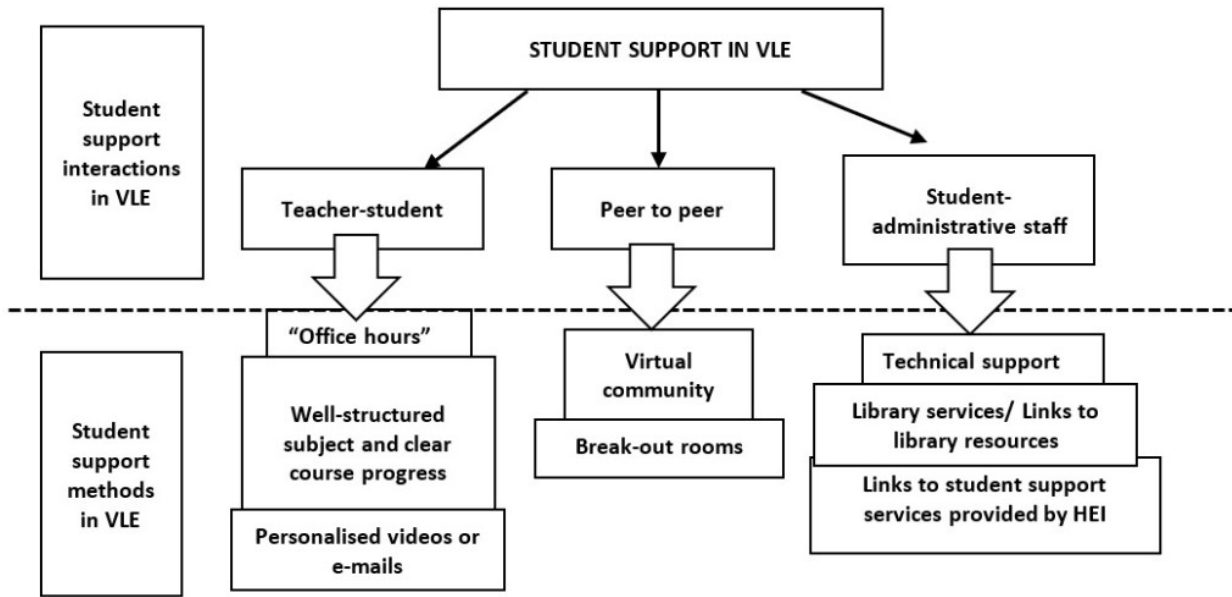 STUDENT SUPPORT IN VLE
Student
support
interactions
in VLE
Teacher-student
Peer to peer
Student-
administrative staff
“Office hours”
Well-structured
subject and clear
course progress
Personalised videos or
e-mails
Virtual
community
Break-out rooms
Technical support
Library services/ Links to
library resources
Links to student support
services provided by HEI
Student
support
methods
in VLE